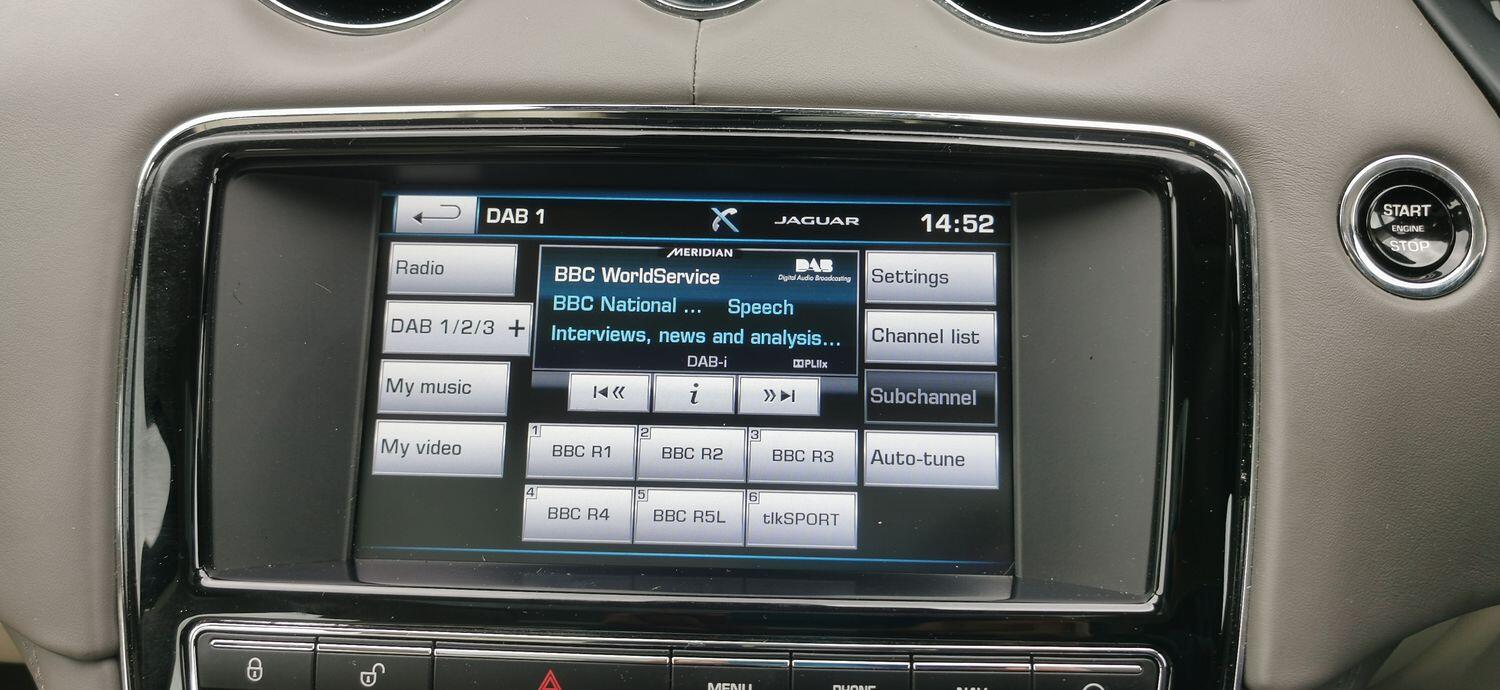 DAB 1
JAGUAR
14:52
Radio
DAB 1/2/3 +
My music
My video
MERIDIAN
BBC WorldService
DAB
Digital Audio Broadcasting
BBC National ... Speech
Interviews, news and analysis...
DAB-i
PLIIx
i
1 BBC R1
2 BBC R2
3 BBC R3
4 BBC R4
5 BBC R5L
6 tlkSPORT
Settings
Channel list
Subchannel
Auto-tune
START
ENGINE
STOP
MENU
PHONE
NAV